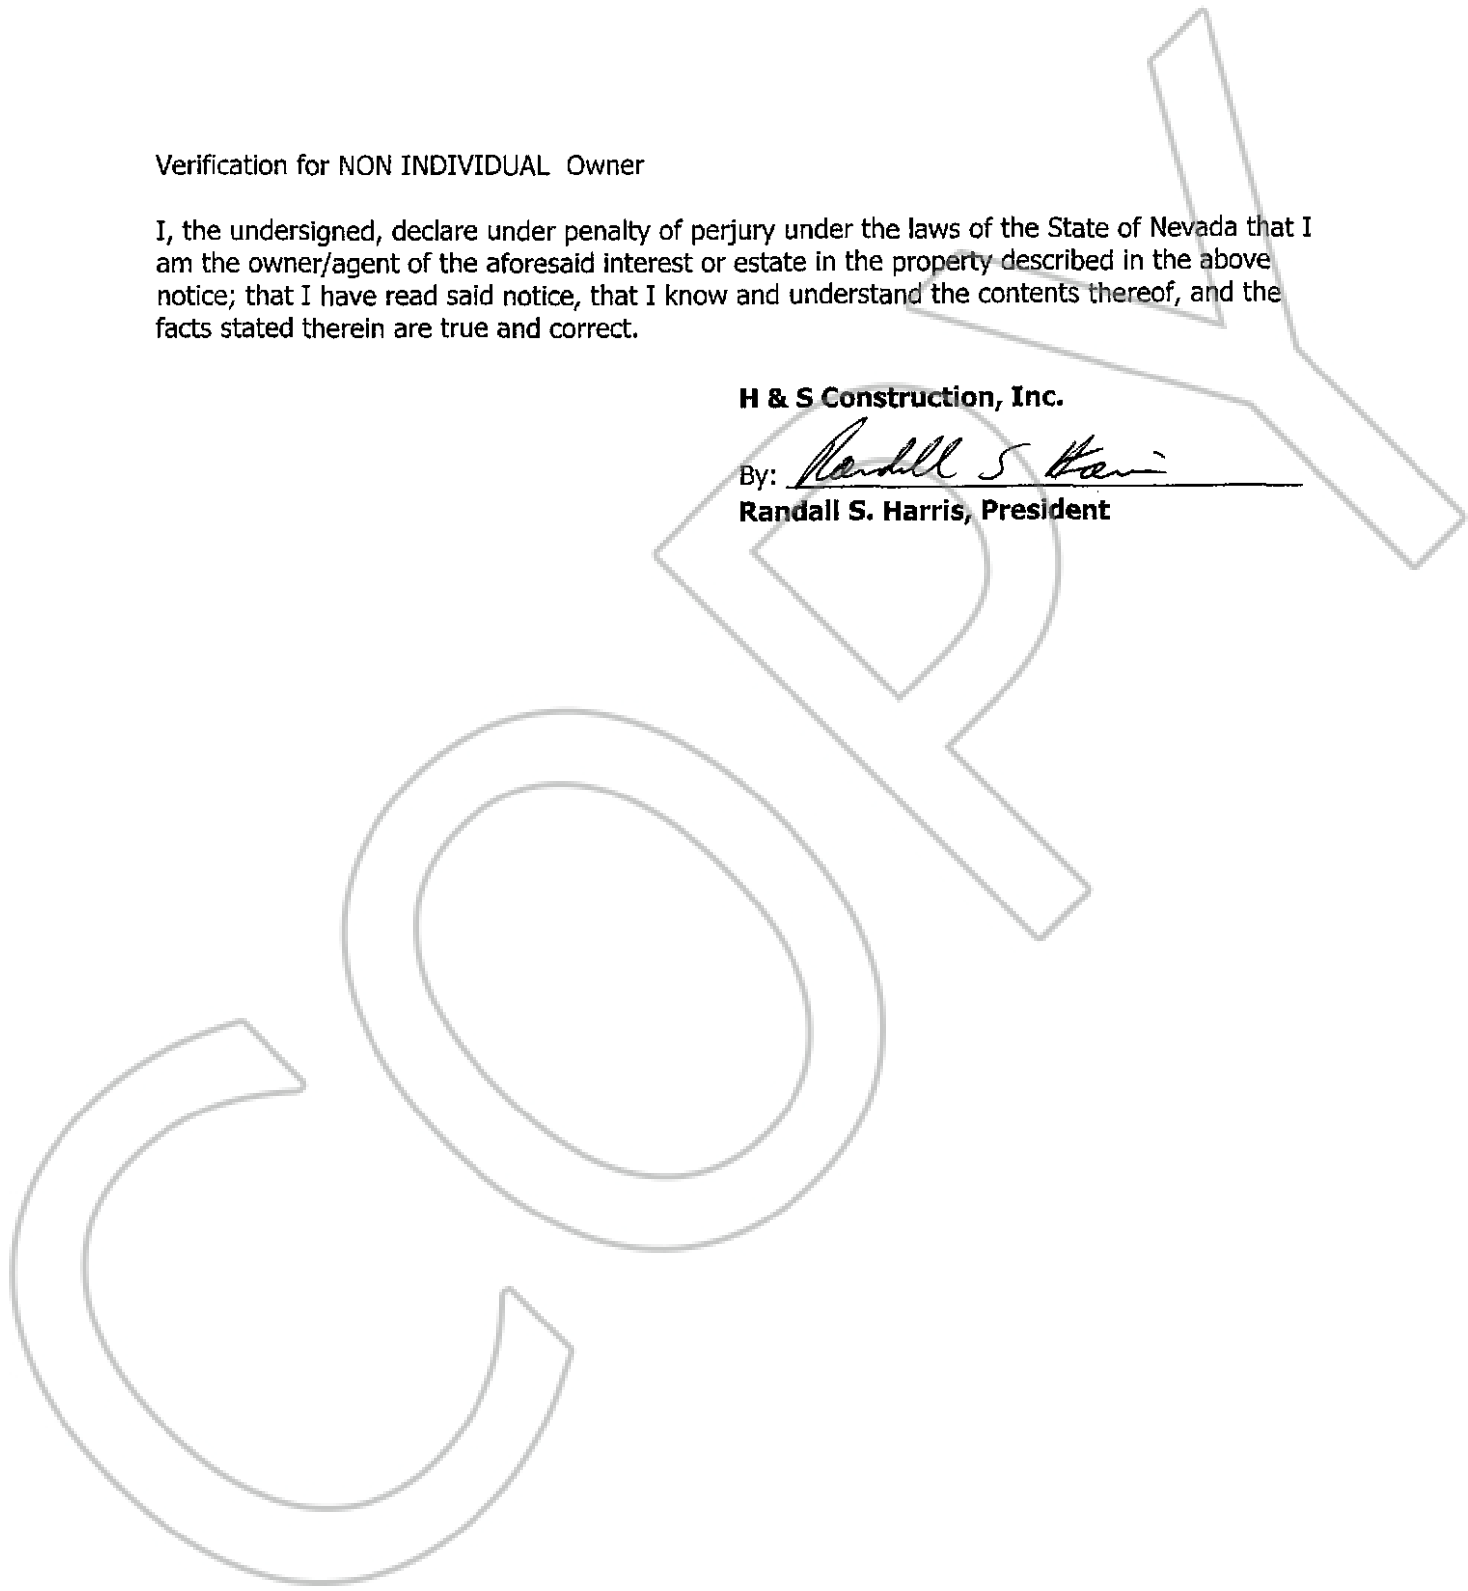 Verification for NON INDIVIDUAL Owner
I, the undersigned, declare under penalty of perjury under the laws of the State of Nevada that I
am the owner/agent of the aforesaid interest or estate in the property described in the above
notice; that I have read said notice, that I know and understand the contents thereof, and the
facts stated therein are true and correct.
H & S Construction, Inc.
By: Randall S Harris
Randall S. Harris, President
COPY